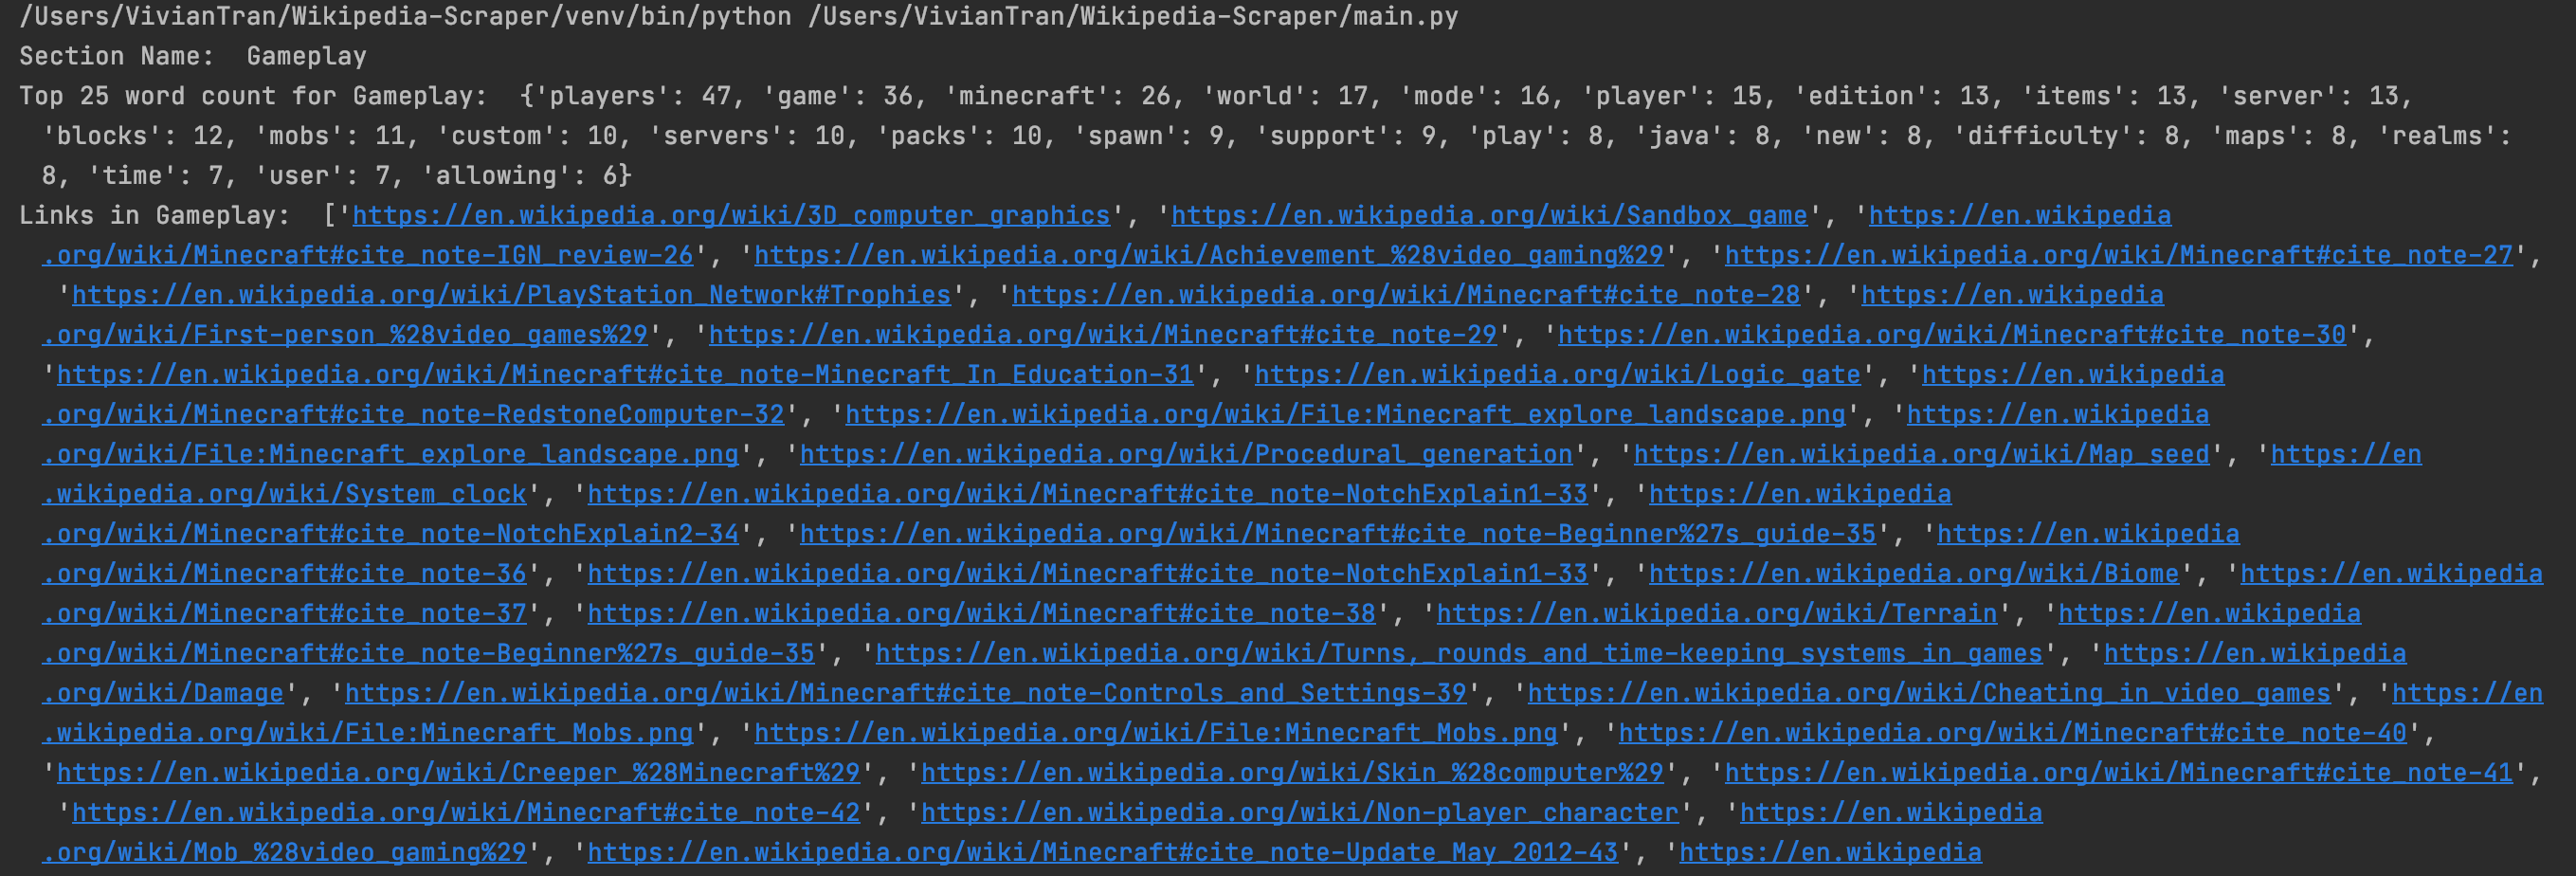 /Users/VivianTran/Wikipedia-Scraper/venv/bin/python /Users/VivianTran/Wikipedia-Scraper/main.py
Section Name:  Gameplay
Top 25 word count for Gameplay:  {'players': 47, 'game': 36, 'minecraft': 26, 'world': 17, 'mode': 16, 'player': 15, 'edition': 13, 'items': 13, 'server': 13,
'blocks': 12, 'mobs': 11, 'custom': 10, 'servers': 10, 'packs': 10, 'spawn': 9, 'support': 9, 'play': 8, 'java': 8, 'new': 8, 'difficulty': 8, 'maps': 8, 'realms':
8, 'time': 7, 'user': 7, 'allowing': 6}
Links in Gameplay:  ['https://en.wikipedia.org/wiki/3D_computer_graphics', 'https://en.wikipedia.org/wiki/Sandbox_game', 'https://en.wikipedia
.org/wiki/Minecraft#cite_note-IGN_review-26', 'https://en.wikipedia.org/wiki/Achievement_%28video_gaming%29', 'https://en.wikipedia.org/wiki/Minecraft#cite_note-27',
'https://en.wikipedia.org/wiki/PlayStation_Network#Trophies', 'https://en.wikipedia.org/wiki/Minecraft#cite_note-28', 'https://en.wikipedia
.org/wiki/First-person_%28video_games%29', 'https://en.wikipedia.org/wiki/Minecraft#cite_note-29', 'https://en.wikipedia.org/wiki/Minecraft#cite_note-30',
'https://en.wikipedia.org/wiki/Minecraft#cite_note-Minecraft_In_Education-31', 'https://en.wikipedia.org/wiki/Logic_gate', 'https://en.wikipedia
.org/wiki/Minecraft#cite_note-RedstoneComputer-32', 'https://en.wikipedia.org/wiki/File:Minecraft_explore_landscape.png', 'https://en.wikipedia
.org/wiki/File:Minecraft_explore_landscape.png', 'https://en.wikipedia.org/wiki/Procedural_generation', 'https://en.wikipedia.org/wiki/Map_seed', 'https://en
.wikipedia.org/wiki/System_clock', 'https://en.wikipedia.org/wiki/Minecraft#cite_note-NotchExplain1-33', 'https://en.wikipedia
.org/wiki/Minecraft#cite_note-NotchExplain2-34', 'https://en.wikipedia.org/wiki/Minecraft#cite_note-Beginner%27s_guide-35', 'https://en.wikipedia
.org/wiki/Minecraft#cite_note-36', 'https://en.wikipedia.org/wiki/Minecraft#cite_note-NotchExplain1-33', 'https://en.wikipedia.org/wiki/Biome', 'https://en.wikipedia
.org/wiki/Minecraft#cite_note-37', 'https://en.wikipedia.org/wiki/Minecraft#cite_note-38', 'https://en.wikipedia.org/wiki/Terrain', 'https://en.wikipedia
.org/wiki/Minecraft#cite_note-Beginner%27s_guide-35', 'https://en.wikipedia.org/wiki/Turns,_rounds_and_time-keeping_systems_in_games', 'https://en.wikipedia
.org/wiki/Damage', 'https://en.wikipedia.org/wiki/Minecraft#cite_note-Controls_and_Settings-39', 'https://en.wikipedia.org/wiki/Cheating_in_video_games', 'https://en
.wikipedia.org/wiki/File:Minecraft_Mobs.png', 'https://en.wikipedia.org/wiki/File:Minecraft_Mobs.png', 'https://en.wikipedia.org/wiki/Minecraft#cite_note-40',
'https://en.wikipedia.org/wiki/Creeper_%28Minecraft%29', 'https://en.wikipedia.org/wiki/Skin_%28computer%29', 'https://en.wikipedia.org/wiki/Minecraft#cite_note-41',
'https://en.wikipedia.org/wiki/Minecraft#cite_note-42', 'https://en.wikipedia.org/wiki/Non-player_character', 'https://en.wikipedia
.org/wiki/Mob_%28video_gaming%29', 'https://en.wikipedia.org/wiki/Minecraft#cite_note-Update_May_2012-43', 'https://en.wikipedia